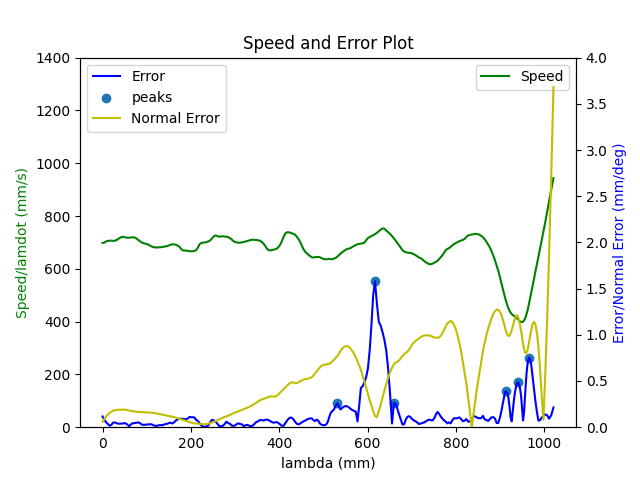 Speed and Error Plot
Error
peaks
Normal Error
Speed
Speed/lamdot (mm/s)
1400
1200
1000
800
600
400
200
0
4.0
3.5
3.0
2.5
2.0
1.5
1.0
0.5
0.0
Error/Normal Error (mm/deg)
0 200 400 600 800 1000
lambda (mm)